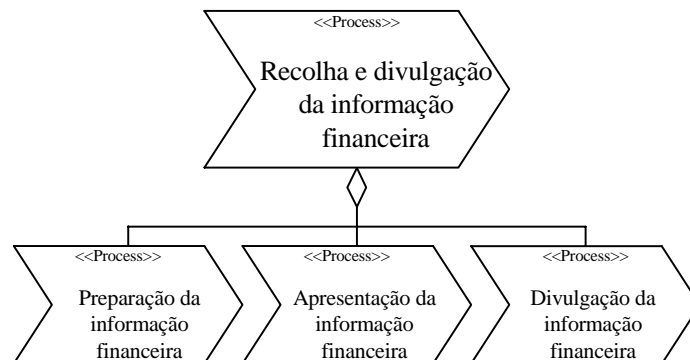 <<Process>>
Recolha e divulgação
da informação
financeira
<<Process>>
Preparação da
informação
financeira
<<Process>>
Apresentação da
informação
financeira
<<Process>>
Divulgação da
informação
financeira